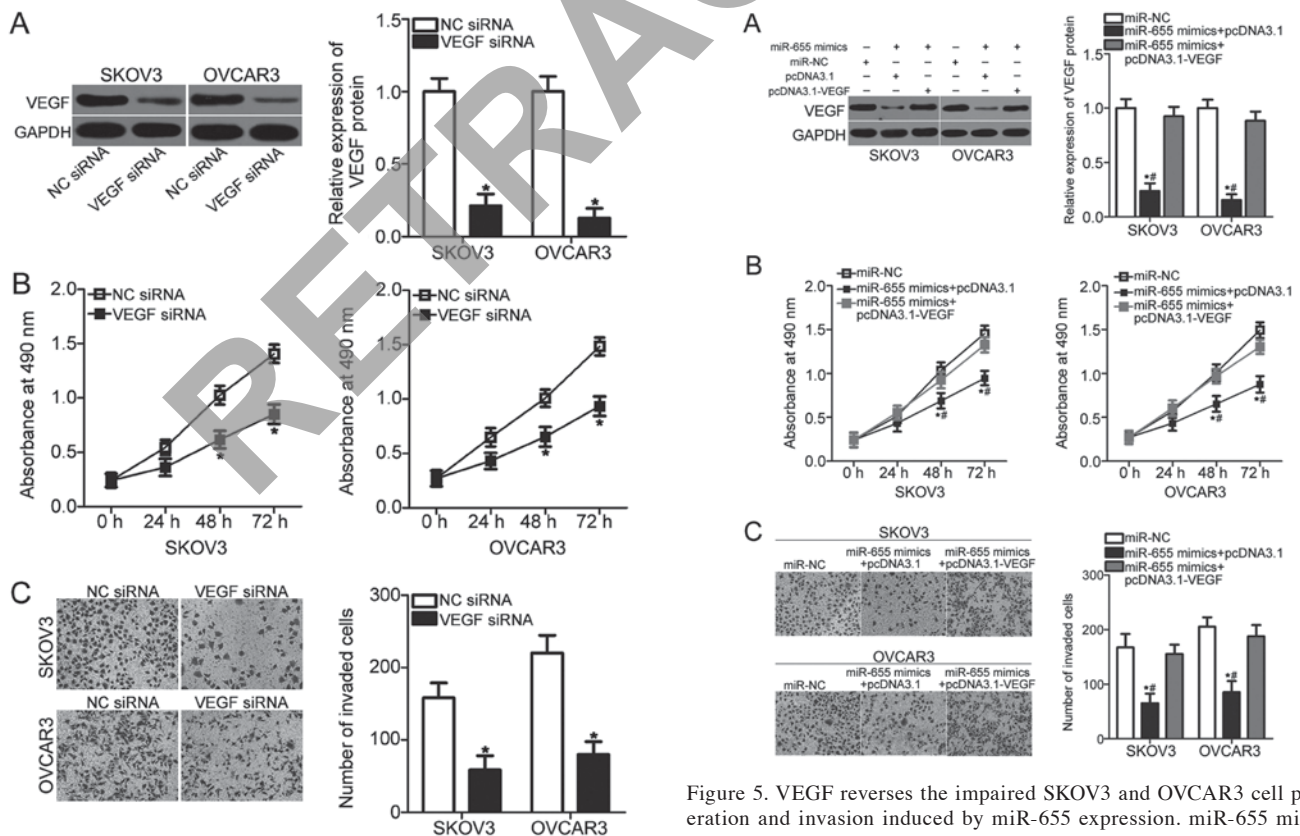 A
NC siRNA
VEGF siRNA
SKOV3 OVCAR3
VEGF
GAPDH
NC siRNA VEGF siRNA NC siRNA VEGF siRNA
Relative expression of
VEGF protein
1.5
1.0
0.5
0.0
* *
SKOV3 OVCAR3
B
NC siRNA
VEGF siRNA
Absorbance at 490 nm
2.0
1.5
1.0
0.5
0.0
* *
0 h 24 h 48 h 72 h
SKOV3
NC siRNA
VEGF siRNA
Absorbance at 490 nm
2.0
1.5
1.0
0.5
0.0
* *
0 h 24 h 48 h 72 h
OVCAR3
C
NC siRNA VEGF siRNA
SKOV3
NC siRNA VEGF siRNA
OVCAR3
NC siRNA
VEGF siRNA
Number of invaded cells
300
200
100
0
* *
SKOV3 OVCAR3
A
miR-655 mimics – + + – + +
miR-NC + – – + – –
pcDNA3.1 – + – – + –
pcDNA3.1-VEGF – – + – – +
VEGF
GAPDH
SKOV3 OVCAR3
miR-NC
miR-655 mimics+pcDNA3.1
miR-655 mimics+
pcDNA3.1-VEGF
Relative expression of VEGF protein
1.5
1.0
0.5
0.0
*# *#
SKOV3 OVCAR3
B
miR-NC
miR-655 mimics+pcDNA3.1
miR-655 mimics+
pcDNA3.1-VEGF
Absorbance at 490 nm
2.0
1.5
1.0
0.5
0.0
*# *#
0 h 24 h 48 h 72 h
SKOV3
miR-NC
miR-655 mimics+pcDNA3.1
miR-655 mimics+
pcDNA3.1-VEGF
Absorbance at 490 nm
2.0
1.5
1.0
0.5
0.0
*# *#
0 h 24 h 48 h 72 h
OVCAR3
C
SKOV3
miR-NC miR-655 mimics +pcDNA3.1 miR-655 mimics +pcDNA3.1-VEGF
OVCAR3
miR-NC miR-655 mimics +pcDNA3.1 miR-655 mimics +pcDNA3.1-VEGF
miR-NC
miR-655 mimics+pcDNA3.1
miR-655 mimics+
pcDNA3.1-VEGF
Number of invaded cells
300
200
100
0
*# *#
SKOV3 OVCAR3
Figure 5. VEGF reverses the impaired SKOV3 and OVCAR3 cell p
eration and invasion induced by miR-655 expression. miR-655 mi
RETRAC